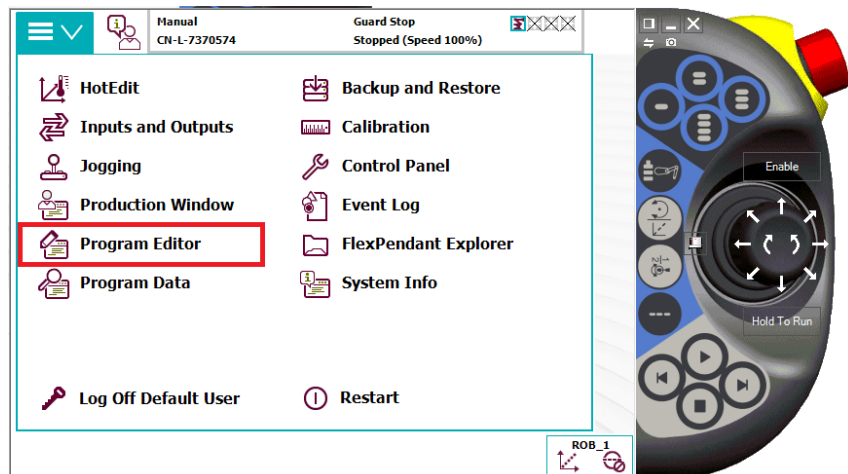 Manual
CN-L-7370574
Guard Stop
Stopped (Speed 100%)
HotEdit
Inputs and Outputs
Jogging
Production Window
Program Editor
Program Data
Backup and Restore
Calibration
Control Panel
Event Log
FlexPendant Explorer
System Info
Log Off Default User
Restart
ROB_1
Enable
Hold To Run